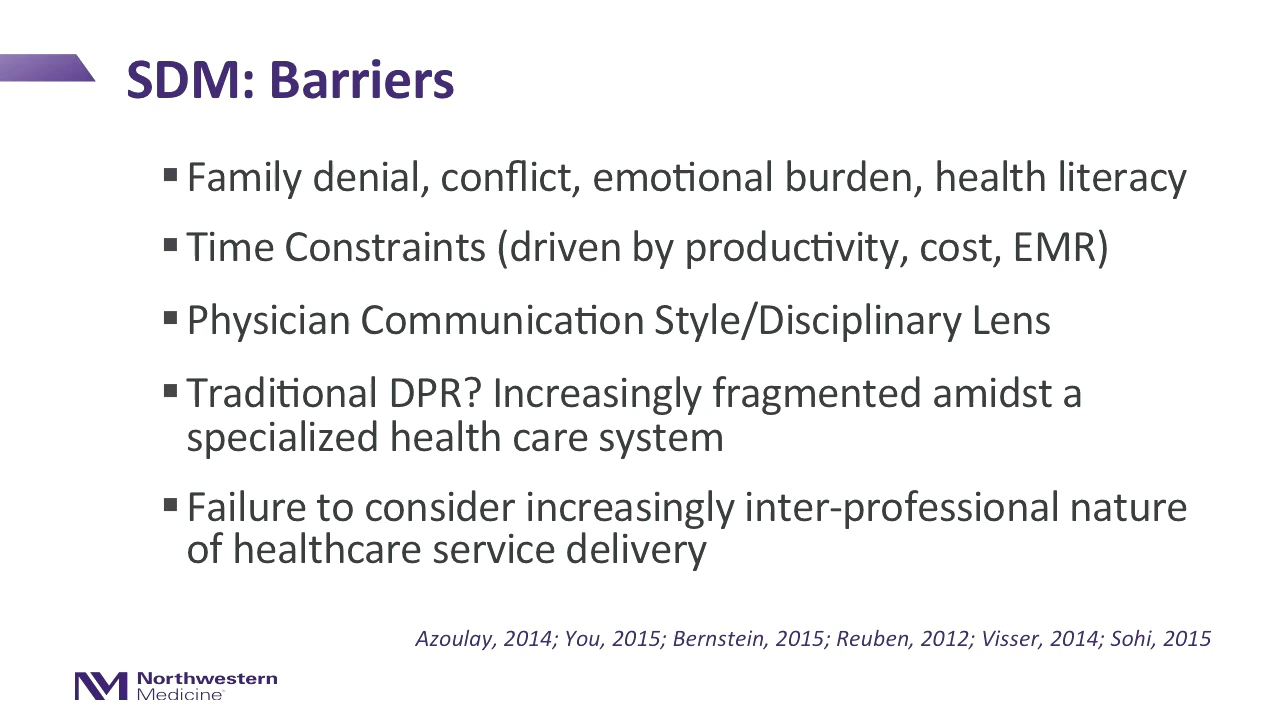 SDM: Barriers
▪ Family denial, conflict, emotional burden, health literacy
▪ Time Constraints (driven by productivity, cost, EMR)
▪ Physician Communication Style/Disciplinary Lens
▪ Traditional DPR? Increasingly fragmented amidst a
specialized health care system
▪ Failure to consider increasingly inter-professional nature
of healthcare service delivery
Azoulay, 2014; You, 2015; Bernstein, 2015; Reuben, 2012; Visser, 2014; Sohi, 2015
NM Northwestern
Medicine®